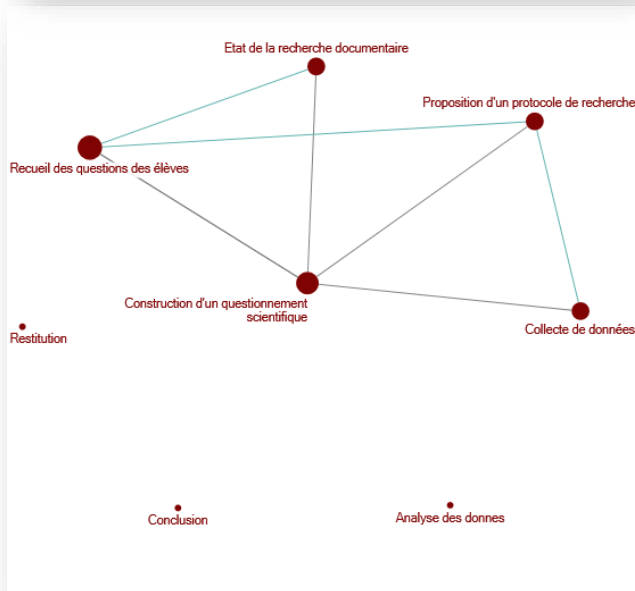 Etat de la recherche documentaire
Proposition d'un protocole de recherche
Recueil des questions des élèves
Construction d'un questionnement
scientifique
Collecte de données
Restitution
Conclusion
Analyse des donnes